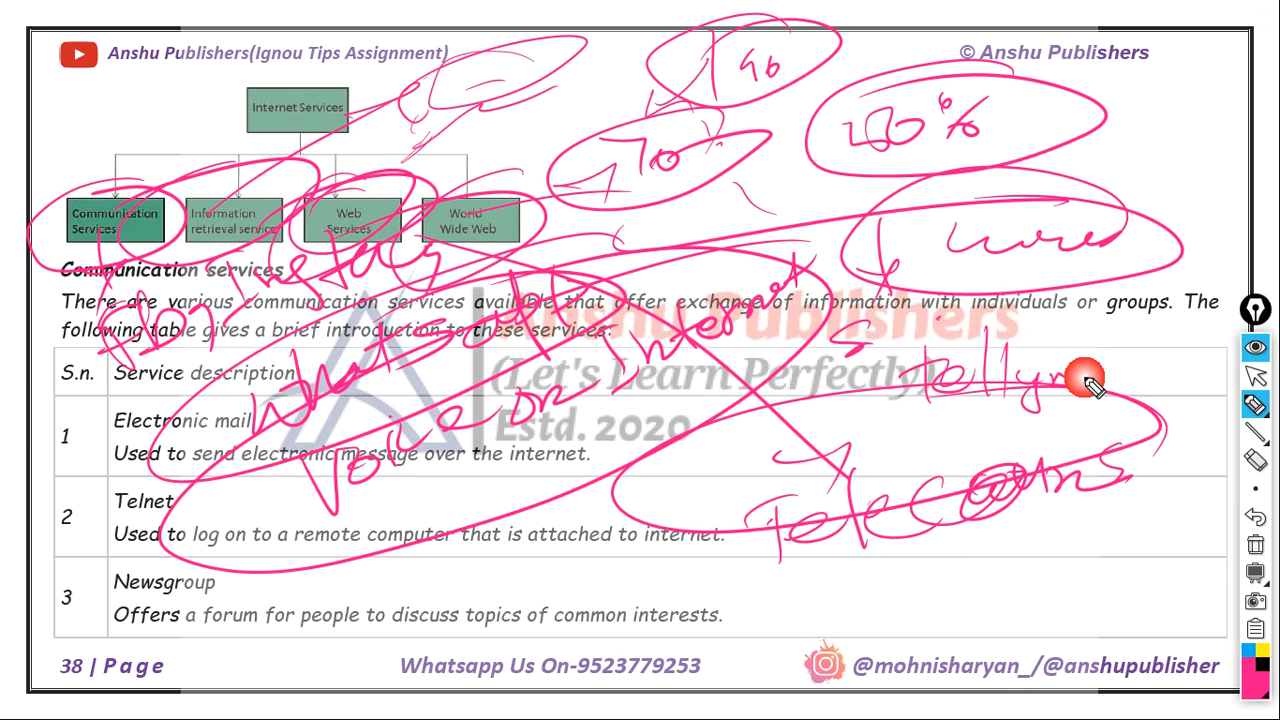 Anshu Publishers(Ignou Tips Assignment)
© Anshu Publishers
Internet Services
Communication Services
Information retrieval service
Web Services
World Wide Web
Communication services
There are various communication services available that offer exchange of information with individuals or groups. The
following table gives a brief introduction to these services:
S.n. Service description
1 Electronic mail
Used to send electronic message over the internet.
2 Telnet
Used to log on to a remote computer that is attached to internet.
3 Newsgroup
Offers a forum for people to discuss topics of common interests.
Anshu Publishers
(Let's Learn Perfectly)
Estd. 2020
WhatsApp
Voice or Internet
38 | Page
Whatsapp Us On-9523779253
@mohnisharyan_/@anshupublisher